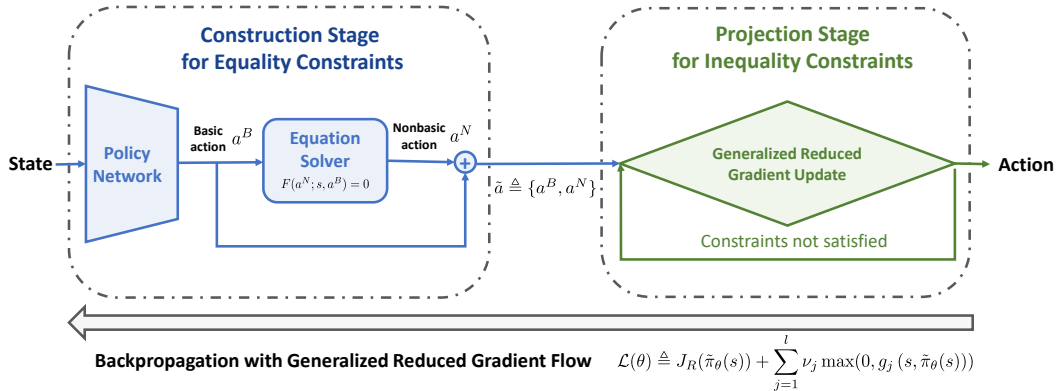 Construction Stage
for Equality Constraints
Projection Stage
for Inequality Constraints
State
Policy
Network
Basic
action a^B
Equation
Solver
F(a^N; s, a^B) = 0
Nonbasic
action a^N
+
ã ≜ {a^B, a^N}
Generalized Reduced
Gradient Update
Constraints not satisfied
Action
Backpropagation with Generalized Reduced Gradient Flow
ℒ(θ) ≜ J_R(π̃_θ(s)) + ∑_{j=1}^{l} ν_j max(0, g_j (s, π̃_θ(s)))